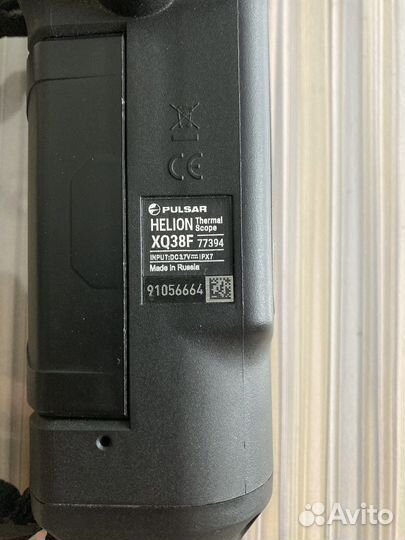 PULSAR
HELION Thermal Scope
XQ38F 77394
INPUT:DC3.7V⎓ IPX7
Made in Russia
91056664
CE
Avito